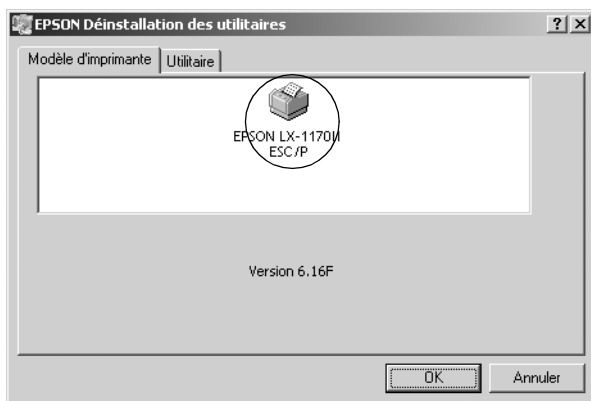 EPSON Déinstallation des utilitaires
Modèle d'imprimante
Utilitaire
EPSON LX-1170II
ESC/P
Version 6.16F
OK
Annuler